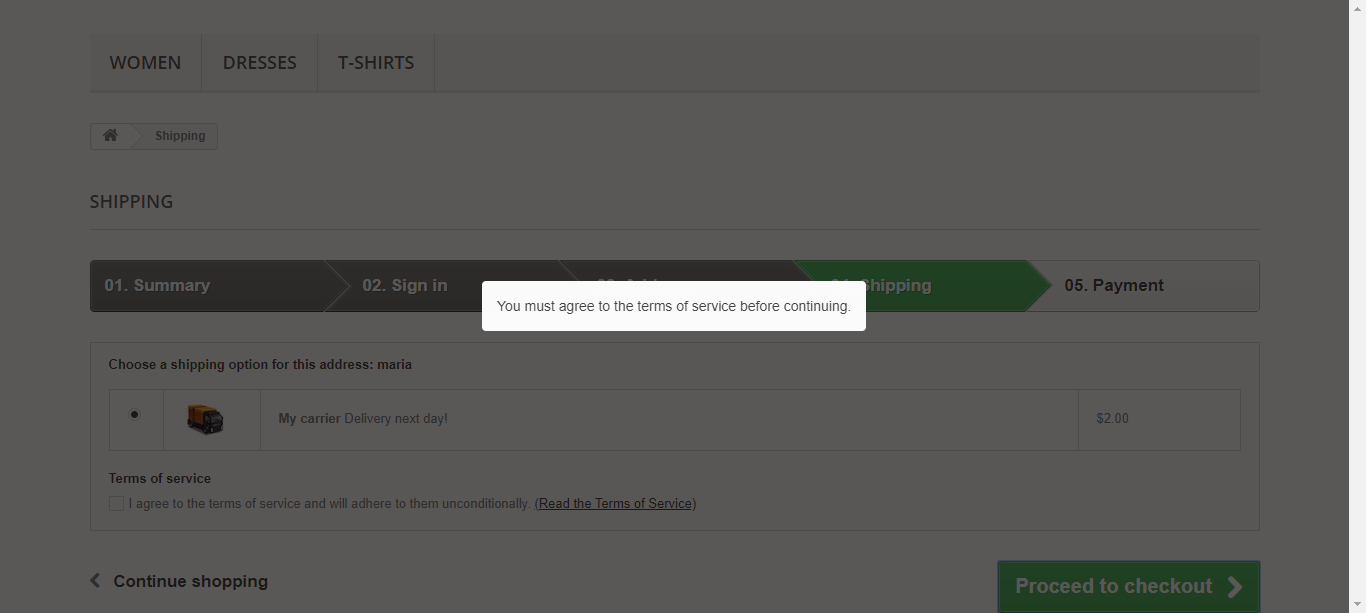 WOMEN DRESSES T-SHIRTS
Shipping
SHIPPING
01. Summary 02. Sign in Shipping 05. Payment
You must agree to the terms of service before continuing.
Choose a shipping option for this address: maria
My carrier Delivery next day! $2.00
Terms of service
I agree to the terms of service and will adhere to them unconditionally. (Read the Terms of Service)
Continue shopping Proceed to checkout